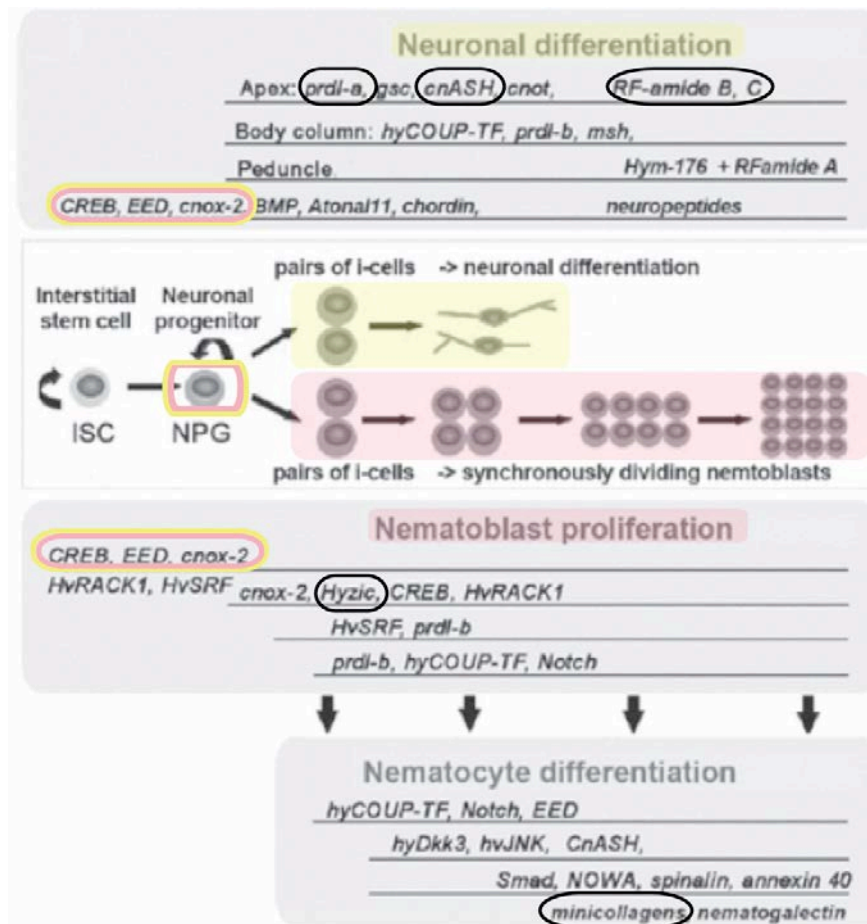 Neuronal differentiation
Apex: prdl-a, gsc, cnASH, cnot, RF-amide B, C
Body column: hyCOUP-TF, prdl-b, msh,
Peduncle. Hym-176 + RFamide A
CREB, EED, cnox-2. BMP, Atonal11, chordin, neuropeptides
pairs of i-cells -> neuronal differentiation
Interstitial stem cell
Neuronal progenitor
ISC
NPG
pairs of i-cells -> synchronously dividing nemtoblasts
Nematoblast proliferation
CREB, EED, cnox-2
HvRACK1, HvSRF cnox-2, Hyzic, CREB, HvRACK1
HvSRF, prdl-b
prdl-b, hyCOUP-TF, Notch
Nematocyte differentiation
hyCOUP-TF, Notch, EED
hyDkk3, hvJNK, CnASH,
Smad, NOWA, spinalin, annexin 40
minicollagens nematogalectin